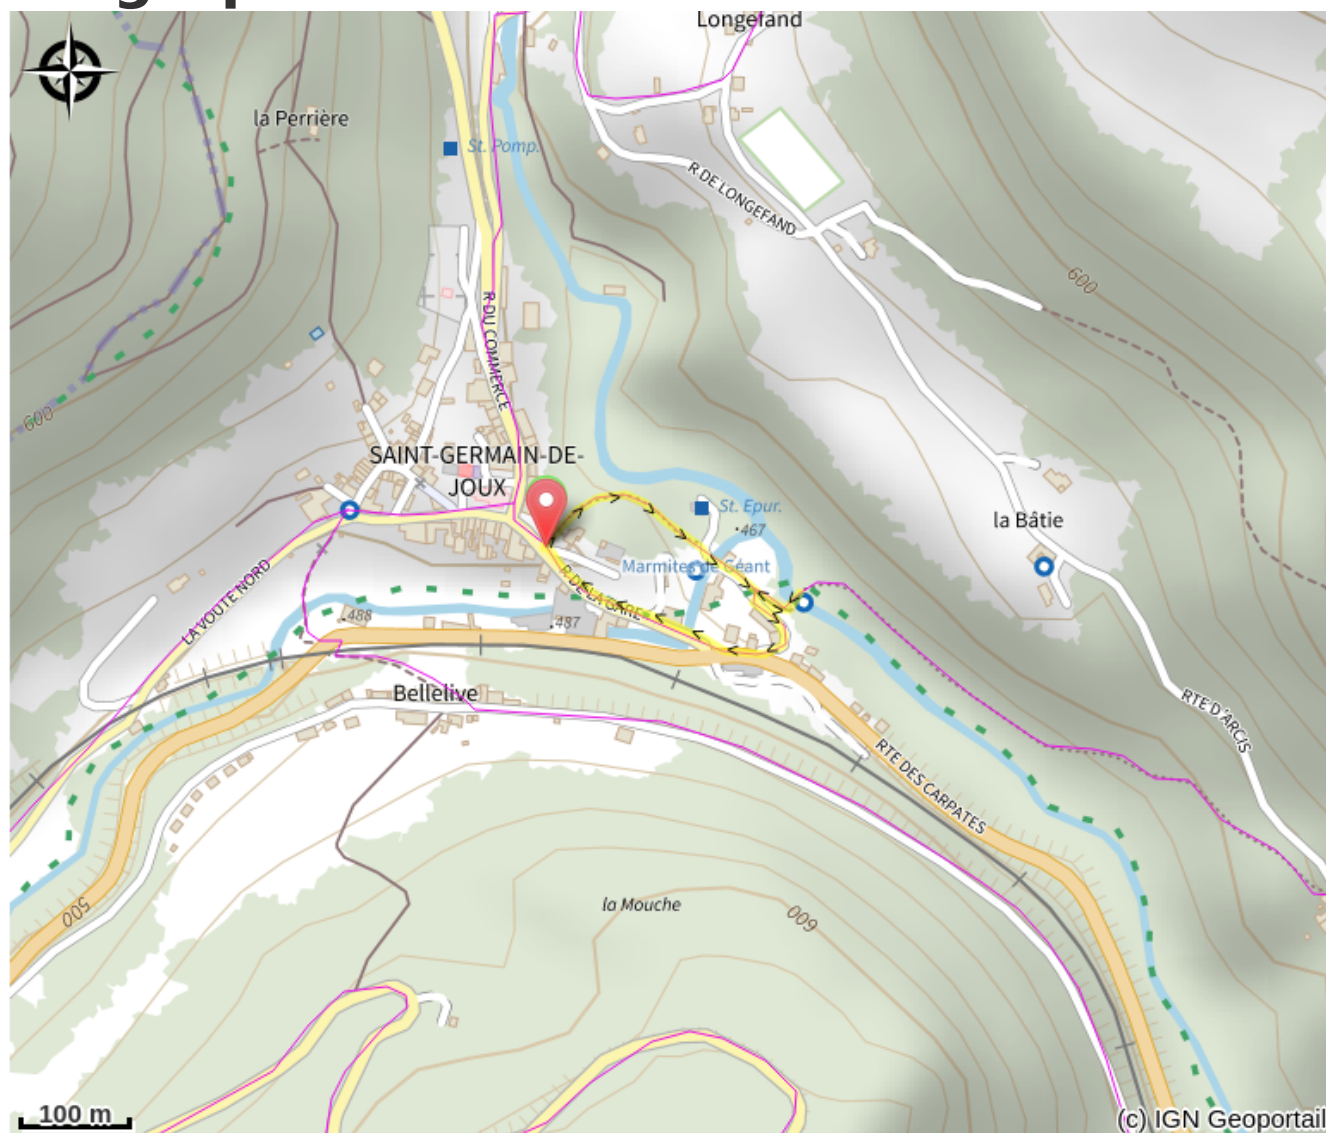 Longefand
la Perrière
St. Pomp.
R DE LONGEFAND
600
R DU COMMERCE
600
SAINT-GERMAIN-DE-
JOUX
St. Epur.
467
la Bâtie
Marmites de Géant
LA VOUTE NORD
R DE LA GARE
488
487
Bellelive
RTE D'ARCIS
RTE DES CARPATES
500
la Mouche
600
100 m
(c) IGN Geoportail